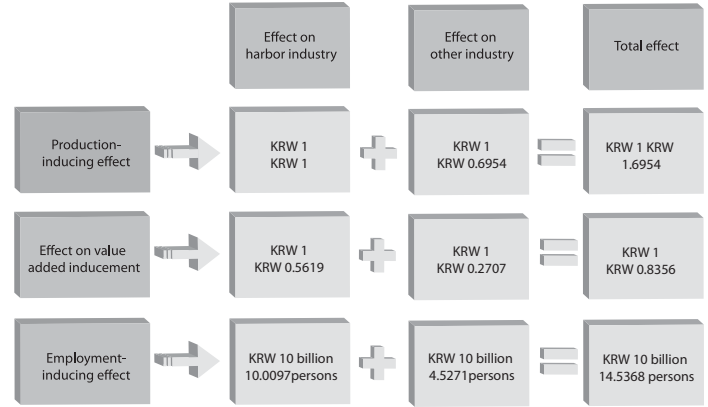 Effect on
harbor industry
Effect on
other industry
Total effect
Production-
inducing effect
KRW 1
KRW 1
KRW 1
KRW 0.6954
KRW 1 KRW
1.6954
Effect on value
added inducement
KRW 1
KRW 0.5619
KRW 1
KRW 0.2707
KRW 1
KRW 0.8356
Employment-
inducing effect
KRW 10 billion
10.0097persons
KRW 10 billion
4.5271persons
KRW 10 billion
14.5368 persons